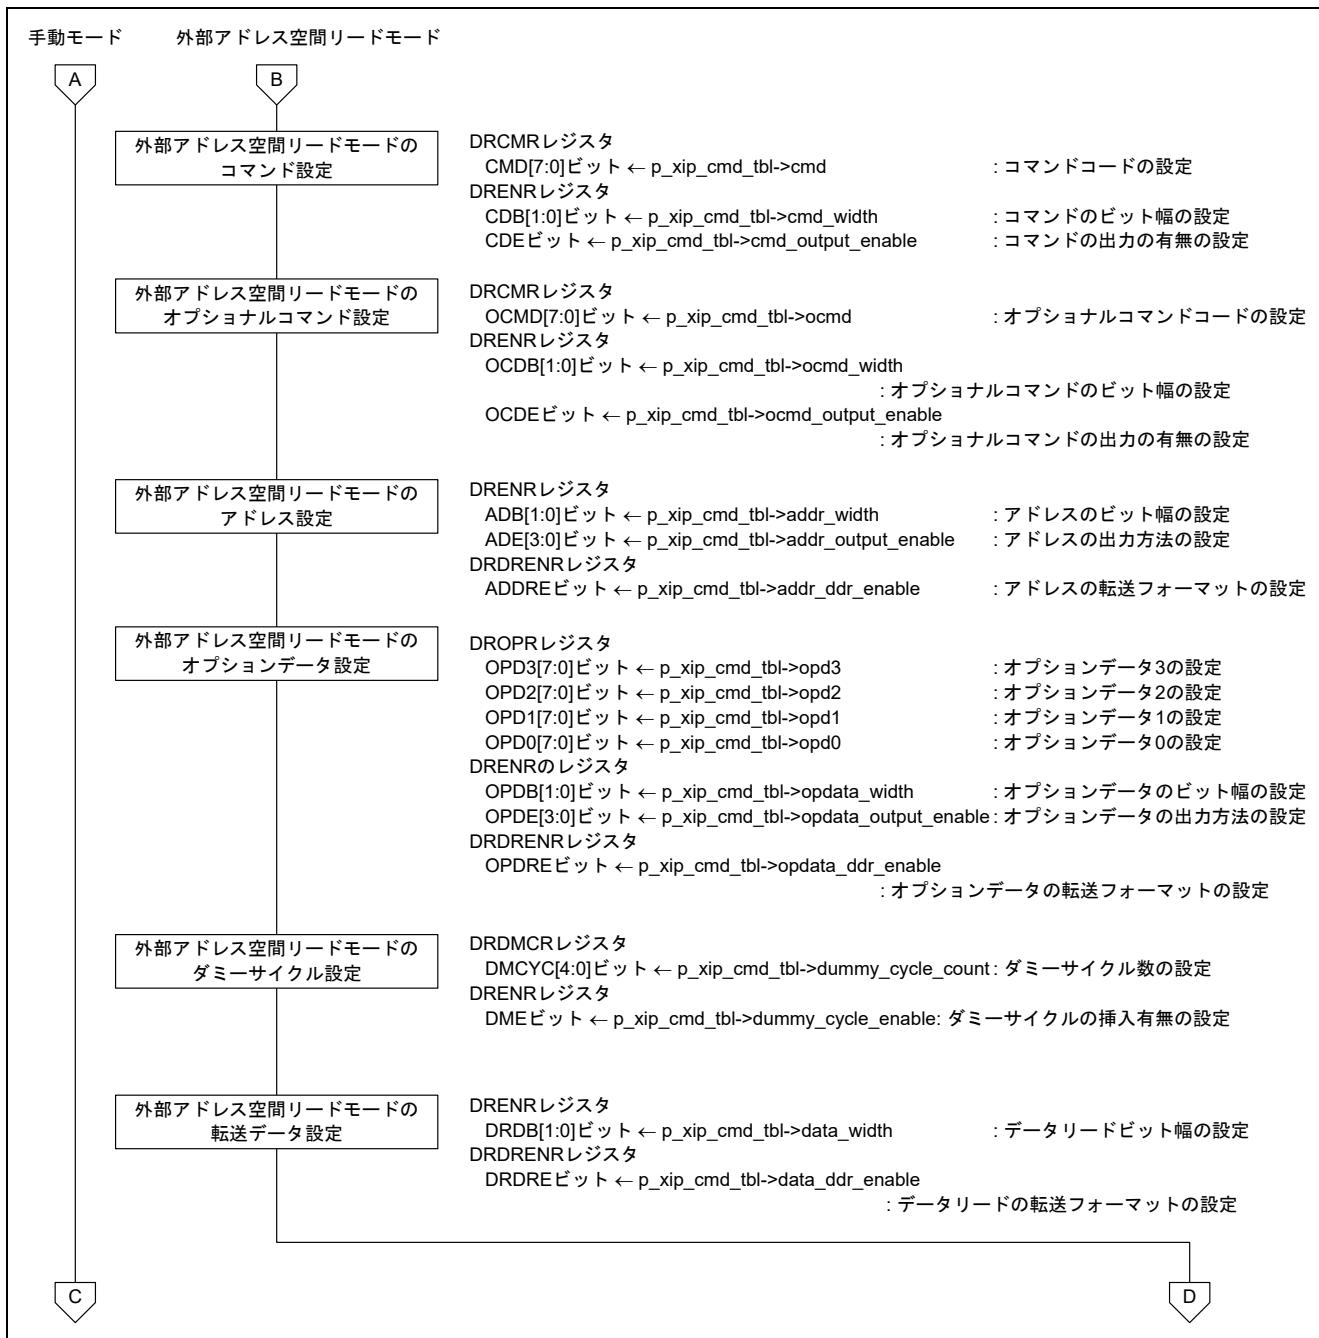 手動モード 外部アドレス空間リードモード
A B
外部アドレス空間リードモードの
コマンド設定
DRCMRレジスタ
CMD[7:0]ビット ← p_xip_cmd_tbl->cmd : コマンドコードの設定
DRENRレジスタ
CDB[1:0]ビット ← p_xip_cmd_tbl->cmd_width : コマンドのビット幅の設定
CDEビット ← p_xip_cmd_tbl->cmd_output_enable : コマンドの出力の有無の設定
外部アドレス空間リードモードの
オプショナルコマンド設定
DRCMRレジスタ
OCMD[7:0]ビット ← p_xip_cmd_tbl->ocmd : オプショナルコマンドコードの設定
DRENRレジスタ
OCDB[1:0]ビット ← p_xip_cmd_tbl->ocmd_width
: オプショナルコマンドのビット幅の設定
OCDEビット ← p_xip_cmd_tbl->ocmd_output_enable
: オプショナルコマンドの出力の有無の設定
外部アドレス空間リードモードの
アドレス設定
DRENRレジスタ
ADB[1:0]ビット ← p_xip_cmd_tbl->addr_width : アドレスのビット幅の設定
ADE[3:0]ビット ← p_xip_cmd_tbl->addr_output_enable : アドレスの出力方法の設定
DRDRENRレジスタ
ADDREビット ← p_xip_cmd_tbl->addr_ddr_enable : アドレスの転送フォーマットの設定
外部アドレス空間リードモードの
オプションデータ設定
DROPRレジスタ
OPD3[7:0]ビット ← p_xip_cmd_tbl->opd3 : オプションデータ3の設定
OPD2[7:0]ビット ← p_xip_cmd_tbl->opd2 : オプションデータ2の設定
OPD1[7:0]ビット ← p_xip_cmd_tbl->opd1 : オプションデータ1の設定
OPD0[7:0]ビット ← p_xip_cmd_tbl->opd0 : オプションデータ0の設定
DRENRのレジスタ
OPDB[1:0]ビット ← p_xip_cmd_tbl->opdata_width : オプションデータのビット幅の設定
OPDE[3:0]ビット ← p_xip_cmd_tbl->opdata_output_enable : オプションデータの出力方法の設定
DRDRENRレジスタ
OPDREビット ← p_xip_cmd_tbl->opdata_ddr_enable
: オプションデータの転送フォーマットの設定
外部アドレス空間リードモードの
ダミーサイクル設定
DRDMCRレジスタ
DMCYC[4:0]ビット ← p_xip_cmd_tbl->dummy_cycle_count : ダミーサイクル数の設定
DRENRレジスタ
DMEビット ← p_xip_cmd_tbl->dummy_cycle_enable: ダミーサイクルの挿入有無の設定
外部アドレス空間リードモードの
転送データ設定
DRENRレジスタ
DRDB[1:0]ビット ← p_xip_cmd_tbl->data_width : データリードビット幅の設定
DRDRENRレジスタ
DRDREビット ← p_xip_cmd_tbl->data_ddr_enable
: データリードの転送フォーマットの設定
C D